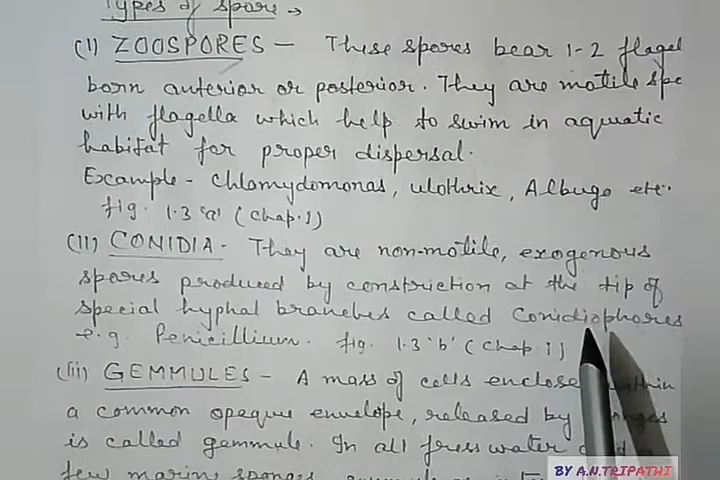 Types of spore →
(I) ZOOSPORES - These spores bear 1-2 flagel
born anterior or posterior. They are motile spe
with flagella which help to swim in aquatic
habitat for proper dispersal.
Example - Chlamydomonas, Ulothrix, Albugo etc.
fig. 1.3 'a' (Chap. 1)
(II) CONIDIA - They are non-motile, exogenous
spores produced by constriction at the tip of
special hyphal branches called Conidiophores
e.g. Penicillium. fig. 1.3 'b' (Chap 1)
(iii) GEMMULES - A mass of cells enclose
a common opaque envelope, released by
is called gemmule. In all fress water
few marine sponges
BY A.N.TRIPATHI